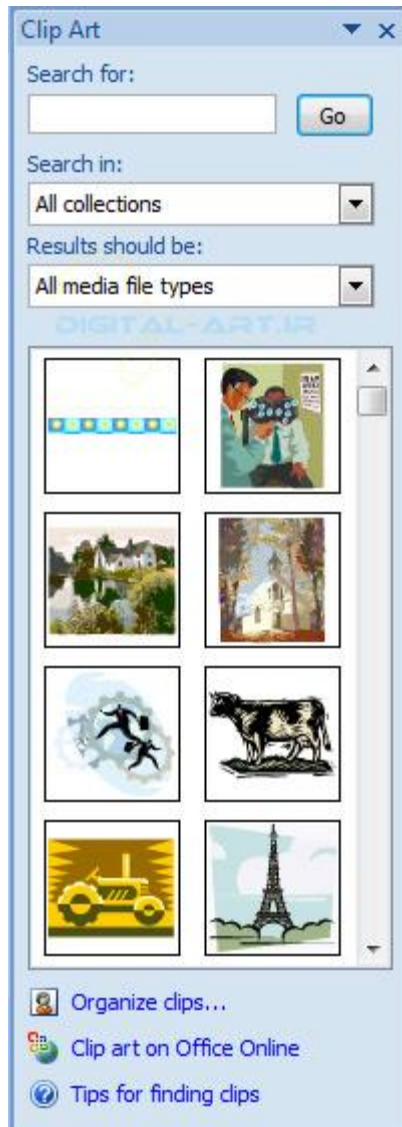 Clip Art
Search for:
Go
Search in:
All collections
Results should be:
All media file types
DIGITAL-ART.IR
Organize clips...
Clip art on Office Online
Tips for finding clips